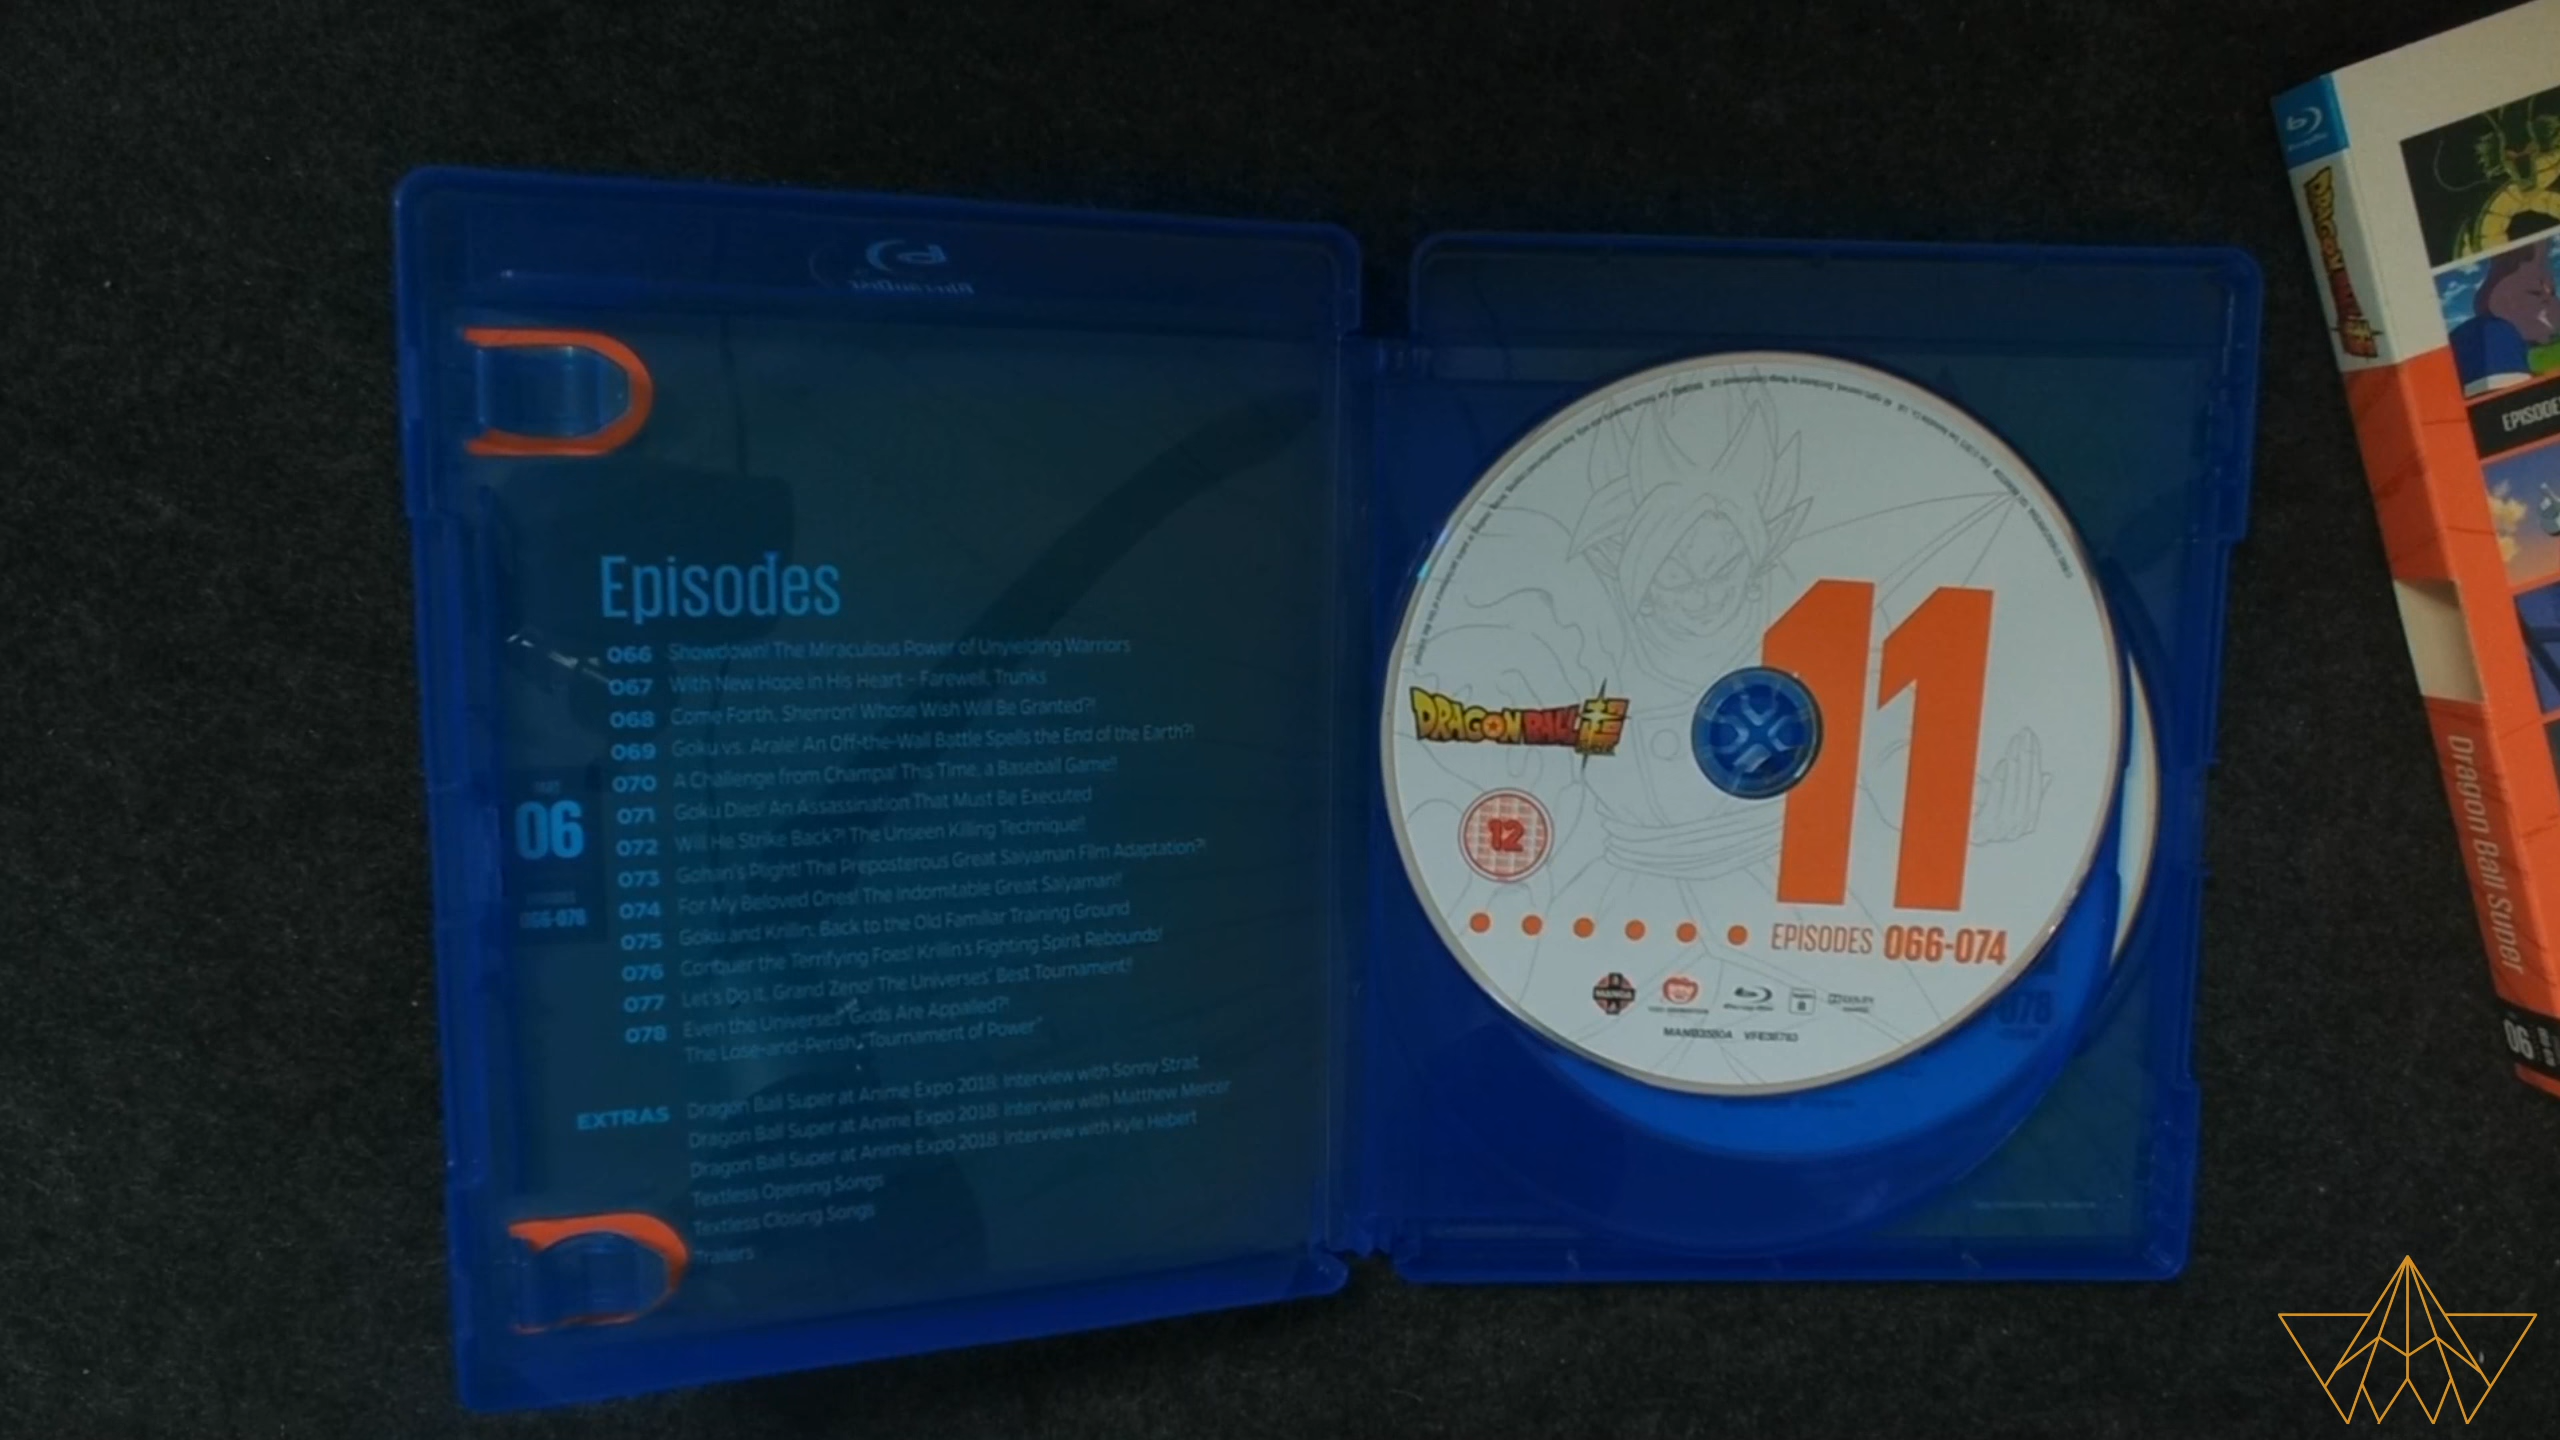 Episodes
066 Showdown! The Miraculous Power of Unyielding Warriors
067 With New Hope in His Heart – Farewell, Trunks
068 Come Forth, Shenron! Whose Wish Will Be Granted?!
069 Goku vs. Arale! An Off-the-Wall Battle Spells the End of the Earth?!
070 A Challenge from Champa! This Time, a Baseball Game!!
071 Goku Dies! An Assassination That Must Be Executed
072 Will He Strike Back?! The Unseen Killing Technique!!
073 Gohan's Plight! The Preposterous Great Saiyaman Film Adaptation?!
074 For My Beloved Ones! The Indomitable Great Saiyaman!!
075 Goku and Krillin, Back to the Old Familiar Training Ground
076 Conquer the Terrifying Foes! Krillin's Fighting Spirit Rebounds!
077 Let's Do It, Grand Zeno! The Universes' Best Tournament!!
078 Even the Universes' Gods Are Appalled?!
The Lose-and-Perish "Tournament of Power"
06
066-078
EXTRAS Dragon Ball Super at Anime Expo 2018: Interview with Sonny Strait
Dragon Ball Super at Anime Expo 2018: Interview with Matthew Mercer
Dragon Ball Super at Anime Expo 2018: Interview with Kyle Hebert
Textless Opening Songs
Textless Closing Songs
Trailers
11
DRAGON BALL 超
12
EPISODES 066-074
MANGA
078
DRAGON BALL 超
Dragon Ball Super
06
EPISODE